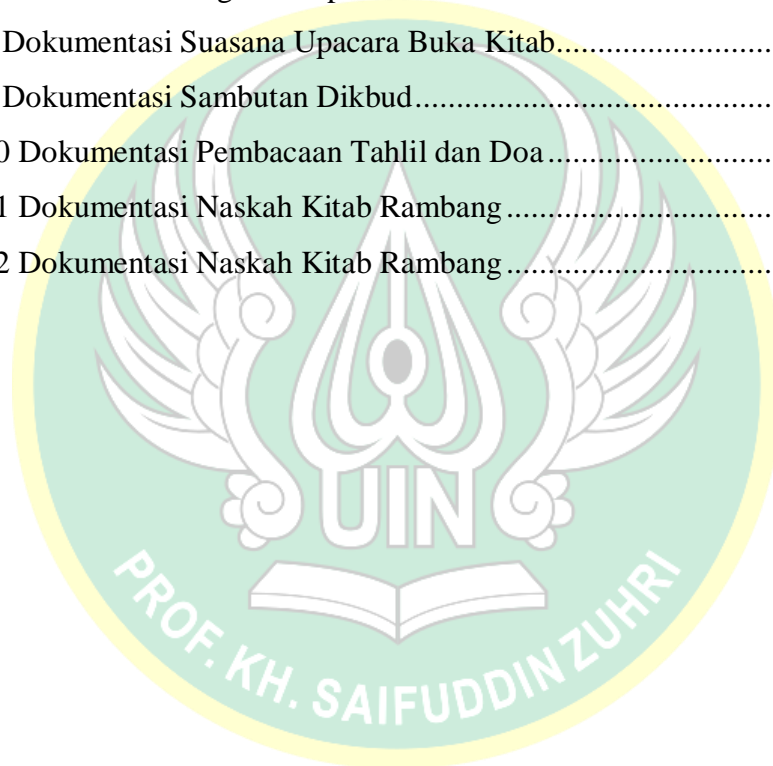 Dokumentasi Suasana Upacara Buka Kitab............................
Dokumentasi Sambutan Dikbud.............................................
0 Dokumentasi Pembacaan Tahlil dan Doa............................
1 Dokumentasi Naskah Kitab Rambang.................................
2 Dokumentasi Naskah Kitab Rambang.................................
UIN
PROF. KH. SAIFUDDIN ZUHRI